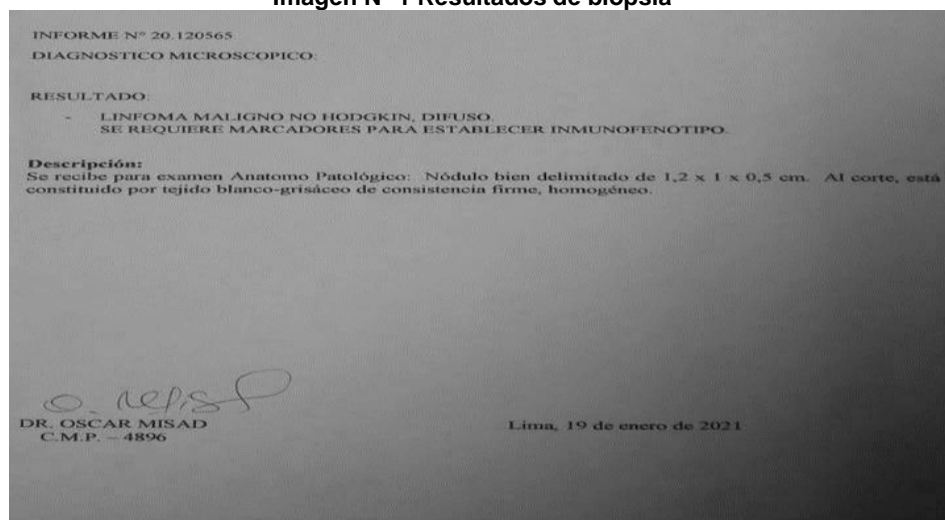 Imagen N° 1 Resultados de biopsia
INFORME Nº 20.120565
DIAGNOSTICO MICROSCOPICO:
RESULTADO:
- LINFOMA MALIGNO NO HODGKIN, DIFUSO.
SE REQUIERE MARCADORES PARA ESTABLECER INMUNOFENOTIPO.
Descripción:
Se recibe para examen Anatomo Patológico: Nódulo bien delimitado de 1,2 x 1 x 0,5 cm. Al corte, está
constituido por tejido blanco-grisáceo de consistencia firme, homogéneo.
DR. OSCAR MISAD
C.M.P. – 4896
Lima, 19 de enero de 2021